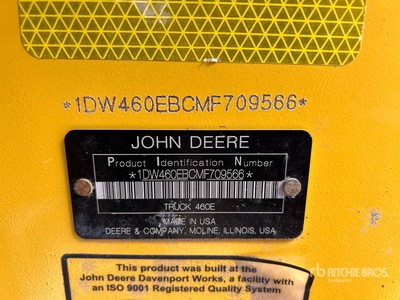 *1DW460EBCMF709566*
JOHN DEERE
Product Identification Number
*1DW460EBCMF709566*
TRUCK 460E
MADE IN USA
DEERE & COMPANY, MOLINE, ILLINOIS, USA
This product was built at the
John Deere Davenport Works, a facility with
an ISO 9001 Registered Quality System
rb RITCHIE BROS.